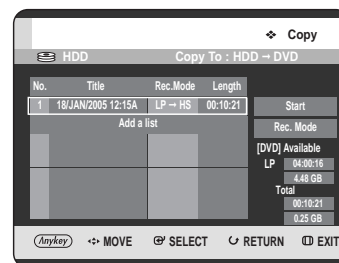 ❖ Copy
HDD Copy To : HDD → DVD
No. Title Rec.Mode Length
1 18/JAN/2005 12:15A LP → HS 00:10:21
Add a list
Start
Rec. Mode
[DVD] Available
LP 04:00:16
4.48 GB
Total
00:10:21
0.25 GB
Anykey MOVE SELECT RETURN EXIT